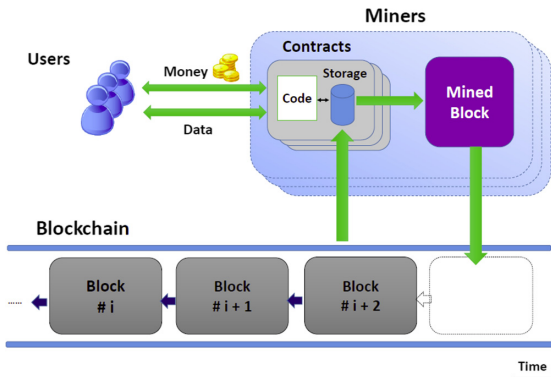 Miners
Users
Contracts
Money
Storage
Code
Mined
Block
Data
Blockchain
Block
# i
Block
# i + 1
Block
# i + 2
......
Time